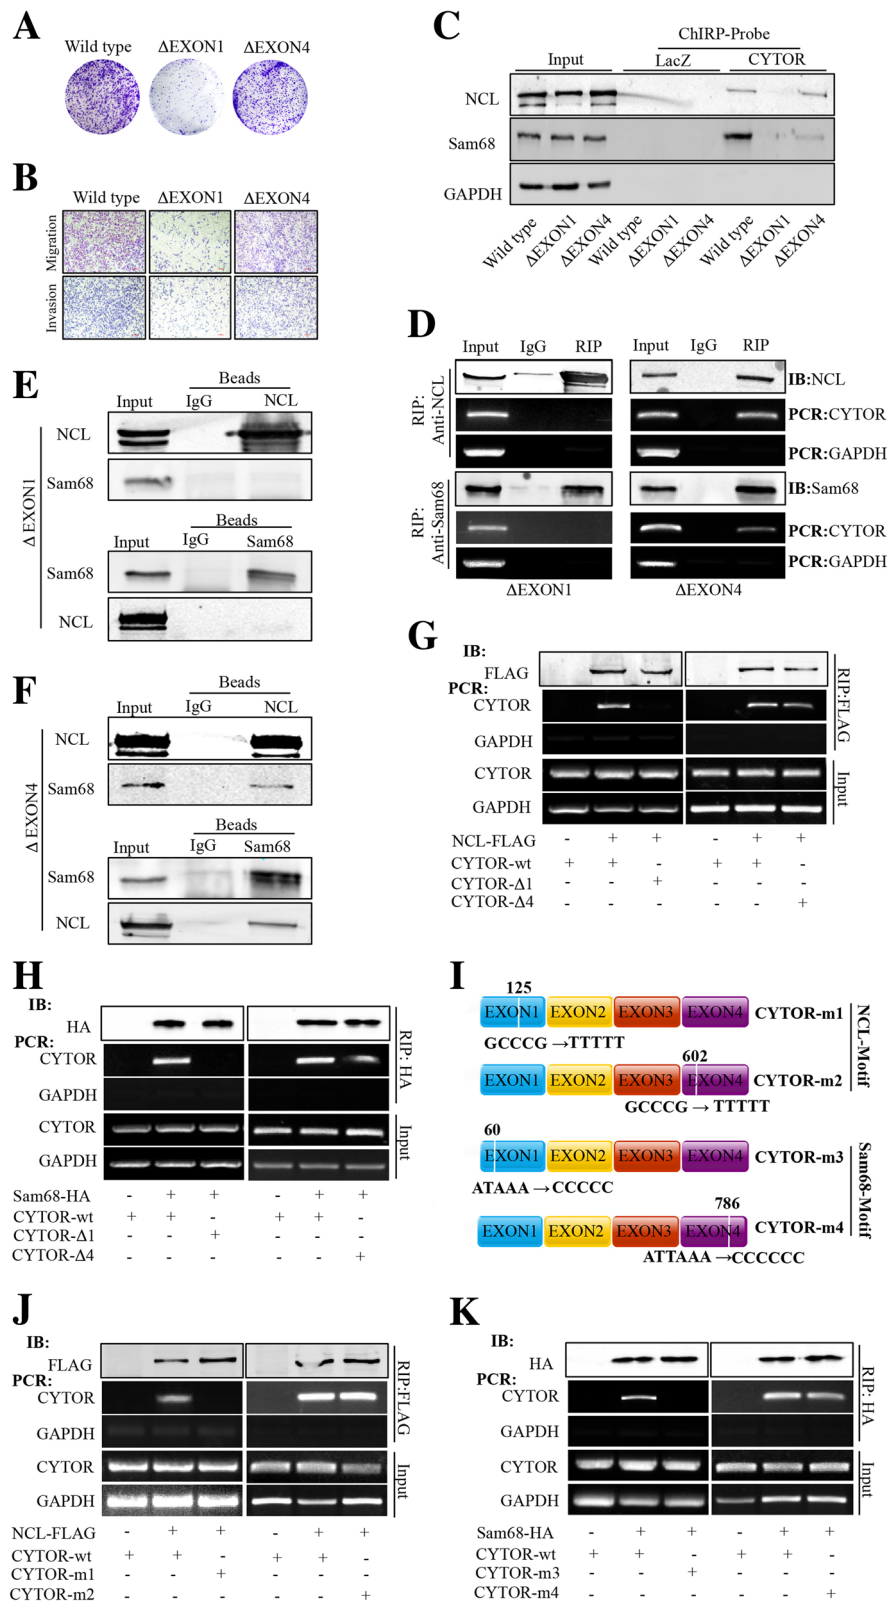 A
Wild type ΔEXON1 ΔEXON4
B
Wild type ΔEXON1 ΔEXON4
Migration
Invasion
C
ChIRP-Probe
Input LacZ CYTOR
NCL
Sam68
GAPDH
Wild type ΔEXON1 ΔEXON4 Wild type ΔEXON1 ΔEXON4 Wild type ΔEXON1 ΔEXON4
D
Input IgG RIP Input IgG RIP
RIP: Anti-NCL
IB:NCL
PCR:CYTOR
PCR:GAPDH
RIP: Anti-Sam68
IB:Sam68
PCR:CYTOR
PCR:GAPDH
ΔEXON1 ΔEXON4
E
Δ EXON1
Beads
Input IgG NCL
NCL
Sam68
Beads
Input IgG Sam68
Sam68
NCL
F
Δ EXON4
Beads
Input IgG NCL
NCL
Sam68
Beads
Input IgG Sam68
Sam68
NCL
G
IB:
FLAG
PCR:
CYTOR
GAPDH
RIP:FLAG
CYTOR
GAPDH
Input
NCL-FLAG - + + - + +
CYTOR-wt + + - + + -
CYTOR-Δ1 - - + - - -
CYTOR-Δ4 - - - - - +
H
IB:
HA
PCR:
CYTOR
GAPDH
RIP: HA
CYTOR
GAPDH
Input
Sam68-HA - + + - + +
CYTOR-wt + + - + + -
CYTOR-Δ1 - - + - - -
CYTOR-Δ4 - - - - - +
I
125
EXON1 EXON2 EXON3 EXON4 CYTOR-m1
GCCCG→TTTTT
602
EXON1 EXON2 EXON3 EXON4 CYTOR-m2
GCCCG→TTTTT
NCL-Motif
60
EXON1 EXON2 EXON3 EXON4 CYTOR-m3
ATAAA→CCCCC
786
EXON1 EXON2 EXON3 EXON4 CYTOR-m4
ATTAAA→CCCCCC
Sam68-Motif
J
IB:
FLAG
PCR:
CYTOR
GAPDH
RIP:FLAG
CYTOR
GAPDH
Input
NCL-FLAG - + + - + +
CYTOR-wt + + - + + -
CYTOR-m1 - - + - - -
CYTOR-m2 - - - - - +
K
IB:
HA
PCR:
CYTOR
GAPDH
RIP: HA
CYTOR
GAPDH
Input
Sam68-HA - + + - + +
CYTOR-wt + + - + + -
CYTOR-m3 - - + - - -
CYTOR-m4 - - - - - +